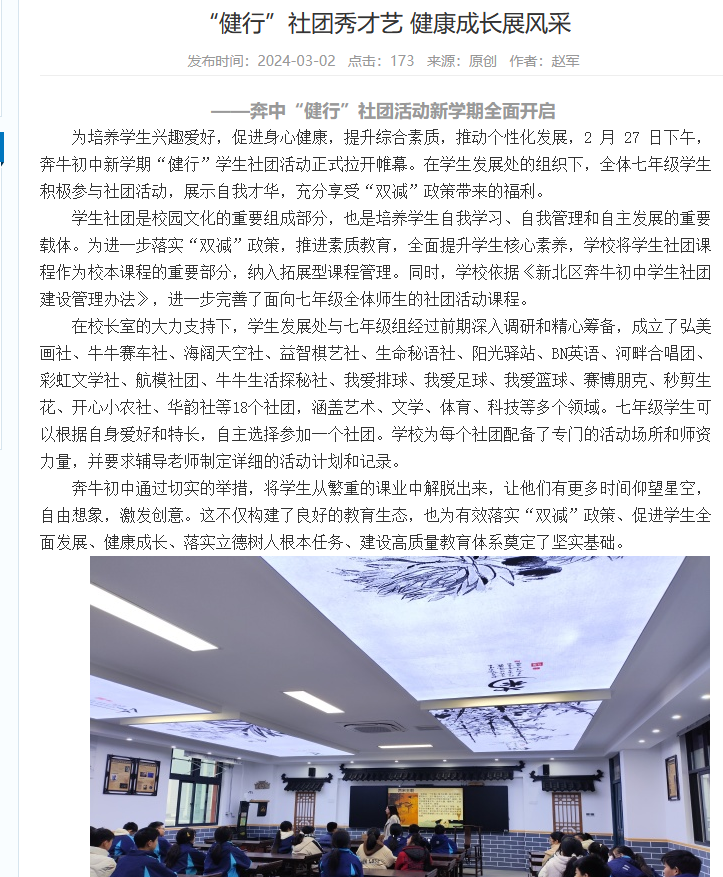 “健行”社团秀才艺 健康成长展风采
发布时间：2024-03-02 点击：173 来源：原创 作者：赵军
——奔中“健行”社团活动新学期全面开启
为培养学生兴趣爱好，促进身心健康，提升综合素质，推动个性化发展，2 月 27 日下午，
奔牛初中新学期“健行”学生社团活动正式拉开帷幕。在学生发展处的组织下，全体七年级学生
积极参与社团活动，展示自我才华，充分享受“双减”政策带来的福利。
学生社团是校园文化的重要组成部分，也是培养学生自我学习、自我管理和自主发展的重要
载体。为进一步落实“双减”政策，推进素质教育，全面提升学生核心素养，学校将学生社团课
程作为校本课程的重要部分，纳入拓展型课程管理。同时，学校依据《新北区奔牛初中学生社团
建设管理办法》，进一步完善了面向七年级全体师生的社团活动课程。
在校长室的大力支持下，学生发展处与七年级组经过前期深入调研和精心筹备，成立了弘美
画社、牛牛赛车社、海阔天空社、益智棋艺社、生命秘语社、阳光驿站、BN英语、河畔合唱团、
彩虹文学社、航模社团、牛牛生活探秘社、我爱排球、我爱足球、我爱篮球、赛博朋克、秒剪生
花、开心小农社、华韵社等18个社团，涵盖艺术、文学、体育、科技等多个领域。七年级学生可
以根据自身爱好和特长，自主选择参加一个社团。学校为每个社团配备了专门的活动场所和师资
力量，并要求辅导老师制定详细的活动计划和记录。
奔牛初中通过切实的举措，将学生从繁重的课业中解脱出来，让他们有更多时间仰望星空，
自由想象，激发创意。这不仅构建了良好的教育生态，也为有效落实“双减”政策、促进学生全
面发展、健康成长、落实立德树人根本任务、建设高质量教育体系奠定了坚实基础。